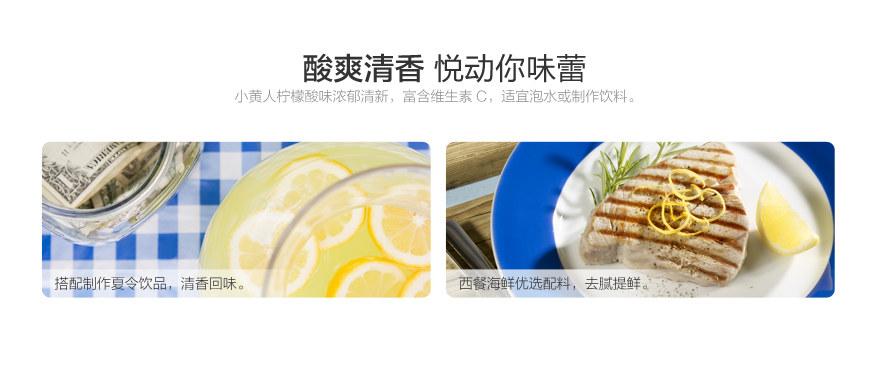 酸爽清香 悦动你味蕾
小黄人柠檬酸味浓郁清新，富含维生素 C，适宜泡水或制作饮料。
搭配制作夏令饮品，清香回味。
西餐海鲜优选配料，去腻提鲜。